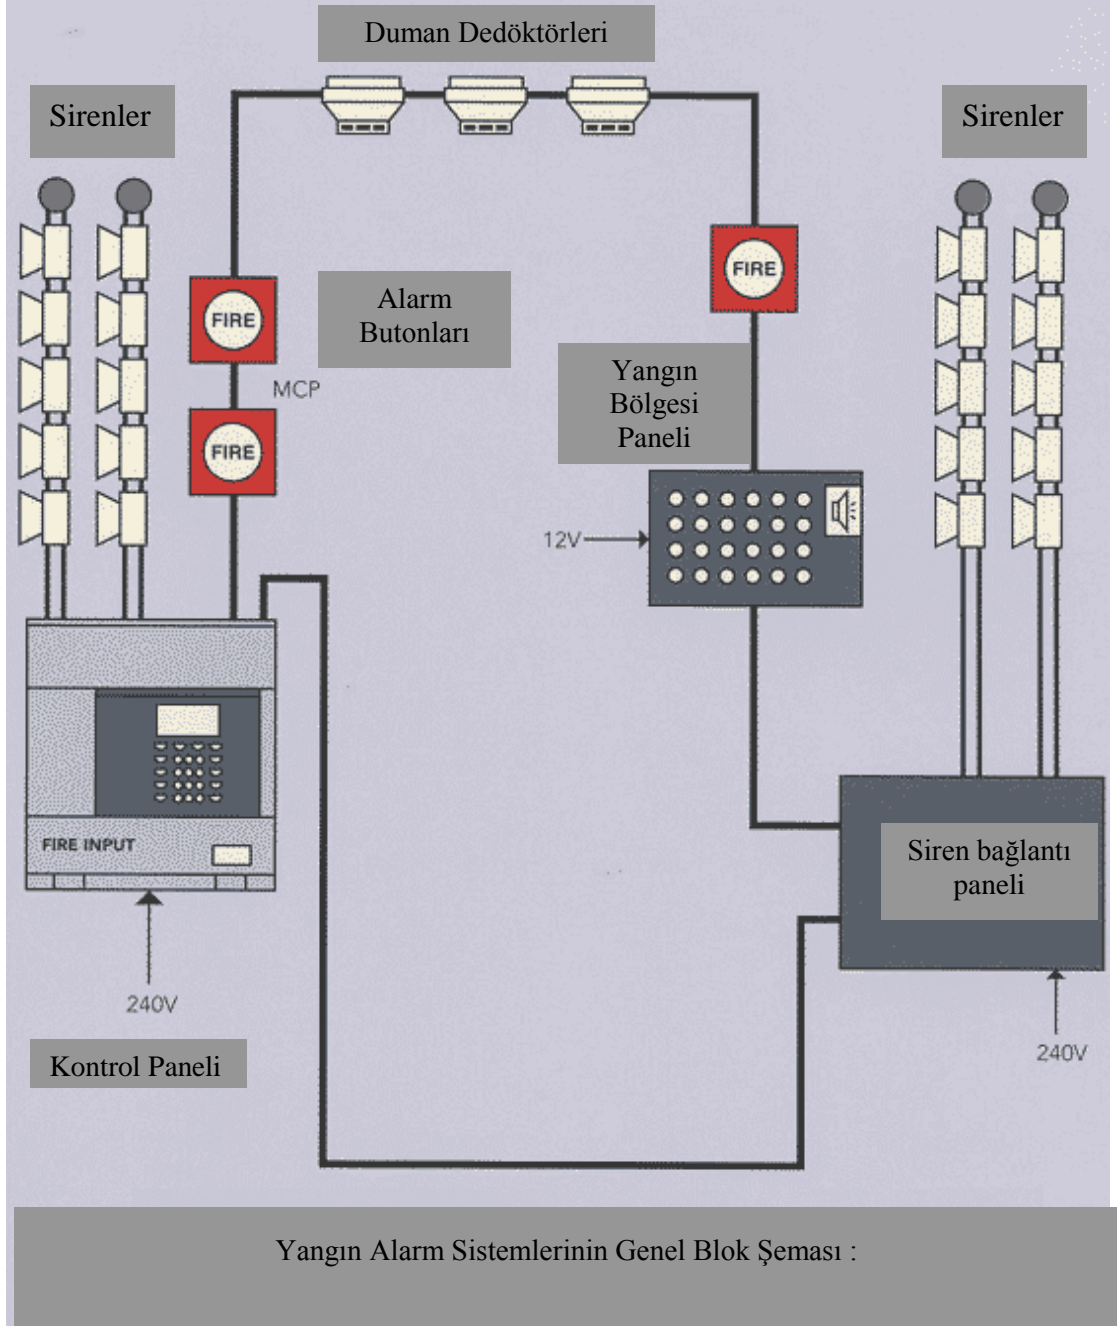 Duman Dedöktörleri
Sirenler
Sirenler
FIRE
FIRE
Alarm
Butonları
MCP
Yangın
Bölgesi
Paneli
FIRE
12V
FIRE INPUT
Siren bağlantı
paneli
240V
240V
Kontrol Paneli
Yangın Alarm Sistemlerinin Genel Blok Şeması :